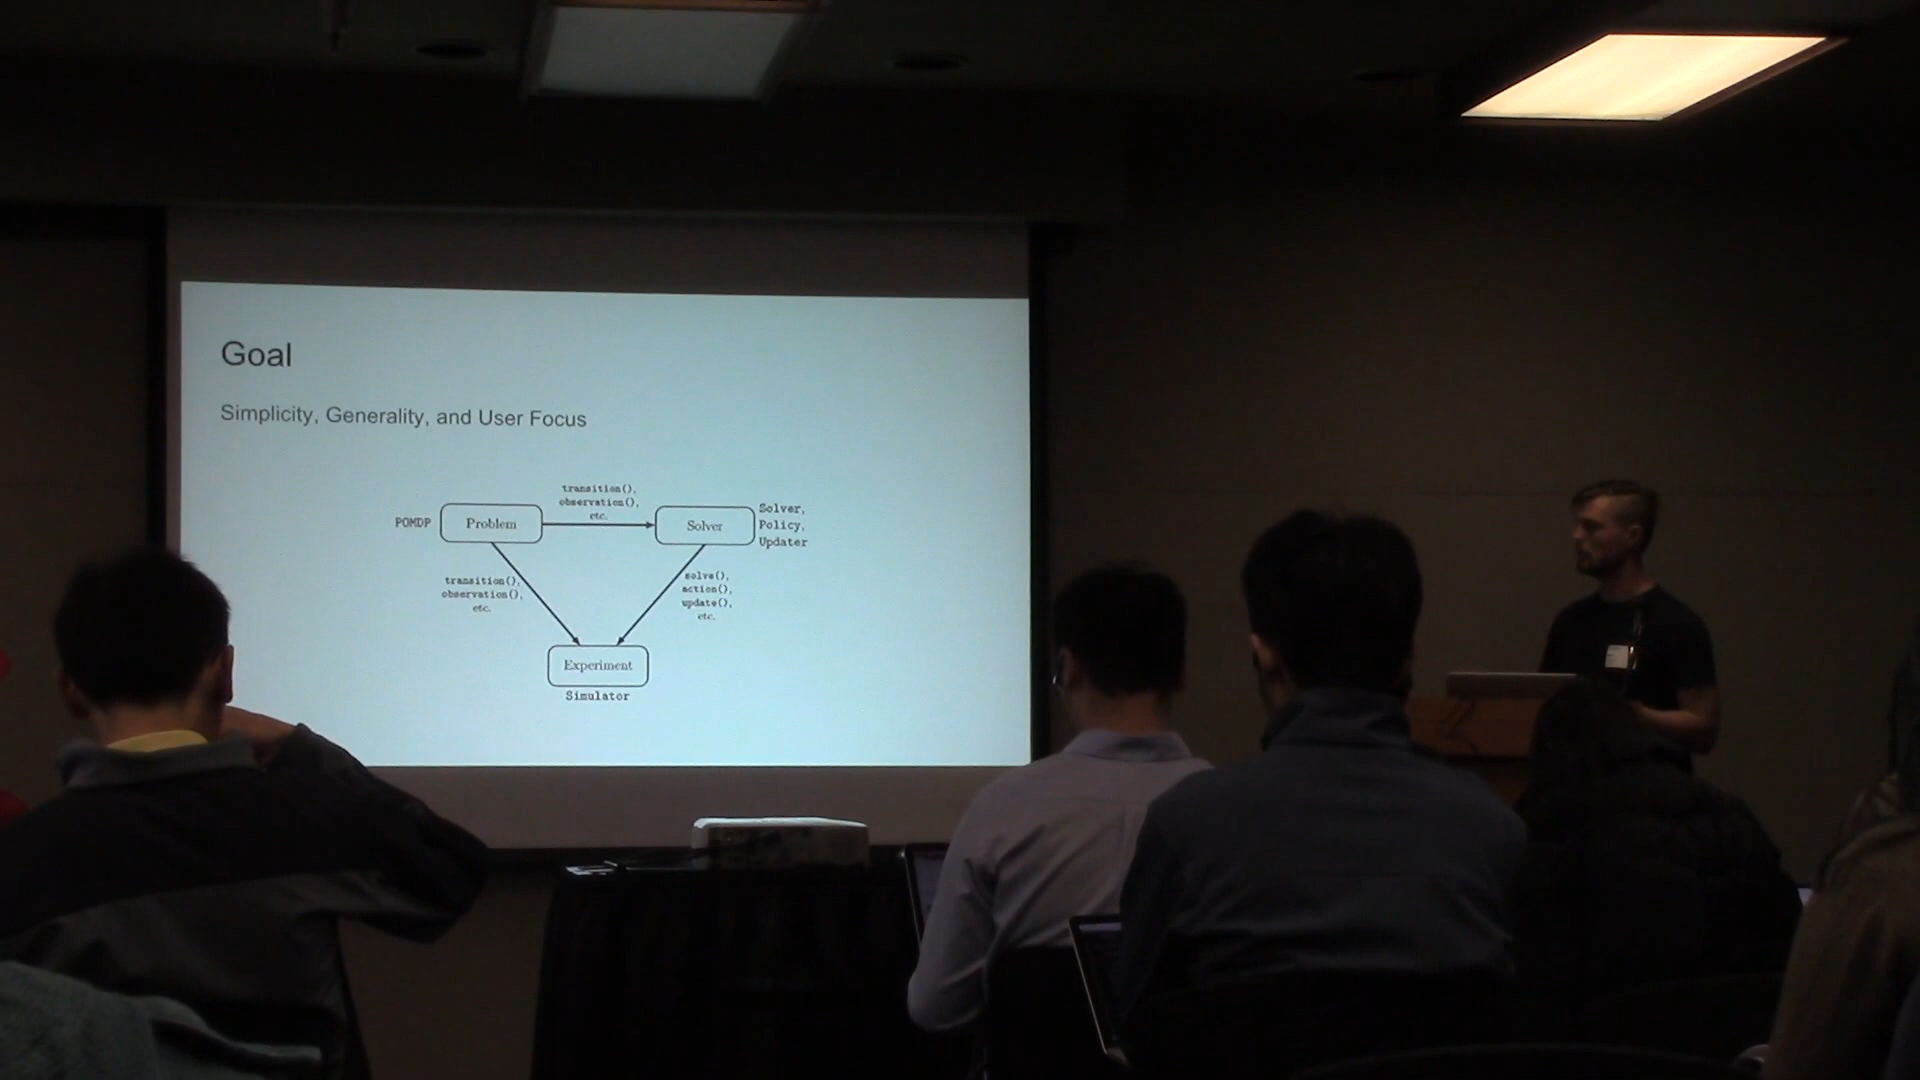 Goal
Simplicity, Generality, and User Focus
transition(),
observation(),
etc.
POMDP
Problem
Solver
Solver,
Policy,
Updater
transition(),
observation(),
etc.
solve(),
action(),
update(),
etc.
Experiment
Simulator